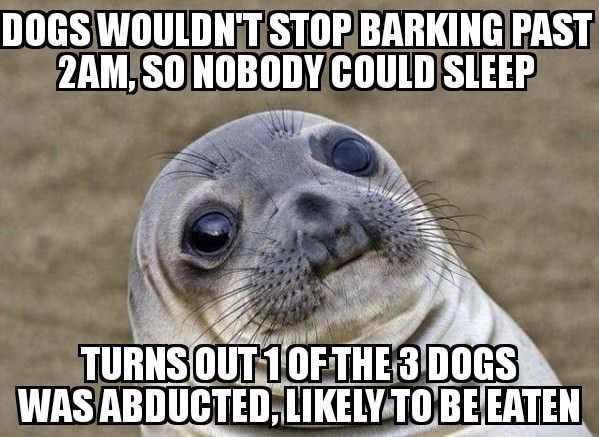 DOGS WOULDN'T STOP BARKING PAST
2AM, SO NOBODY COULD SLEEP
TURNS OUT 1 OF THE 3 DOGS
WAS ABDUCTED, LIKELY TO BE EATEN